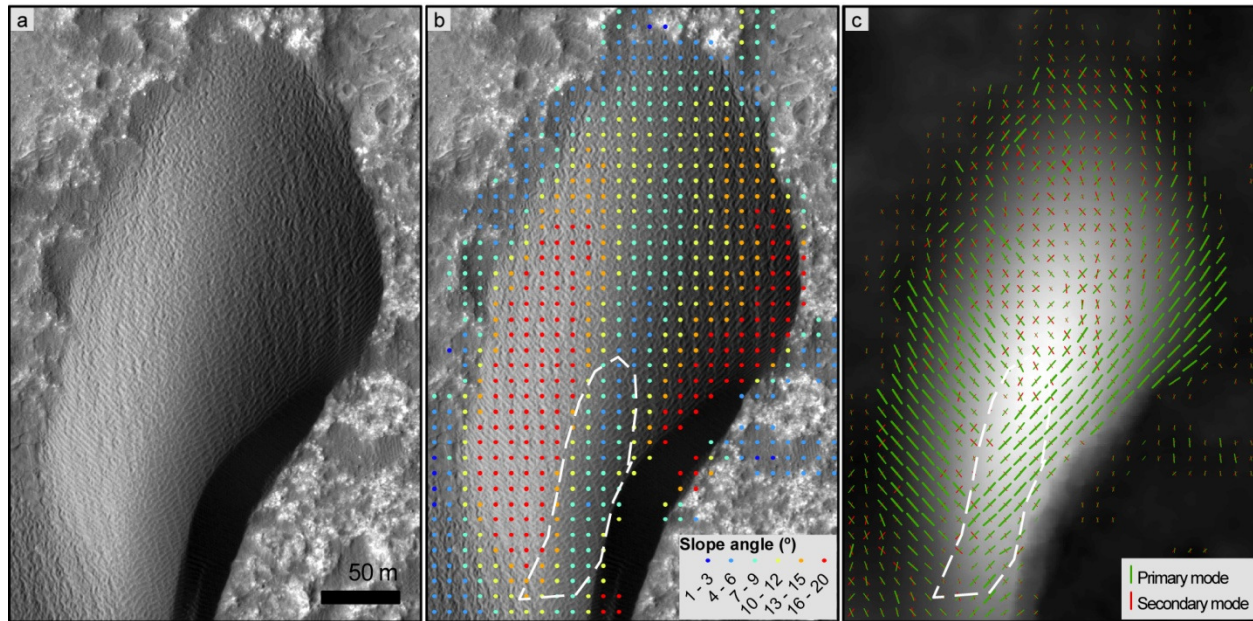 a
50 m
b
Slope angle (º)
1 - 3
4 - 6
7 - 9
10 - 12
13 - 15
16 - 20
c
Primary mode
Secondary mode